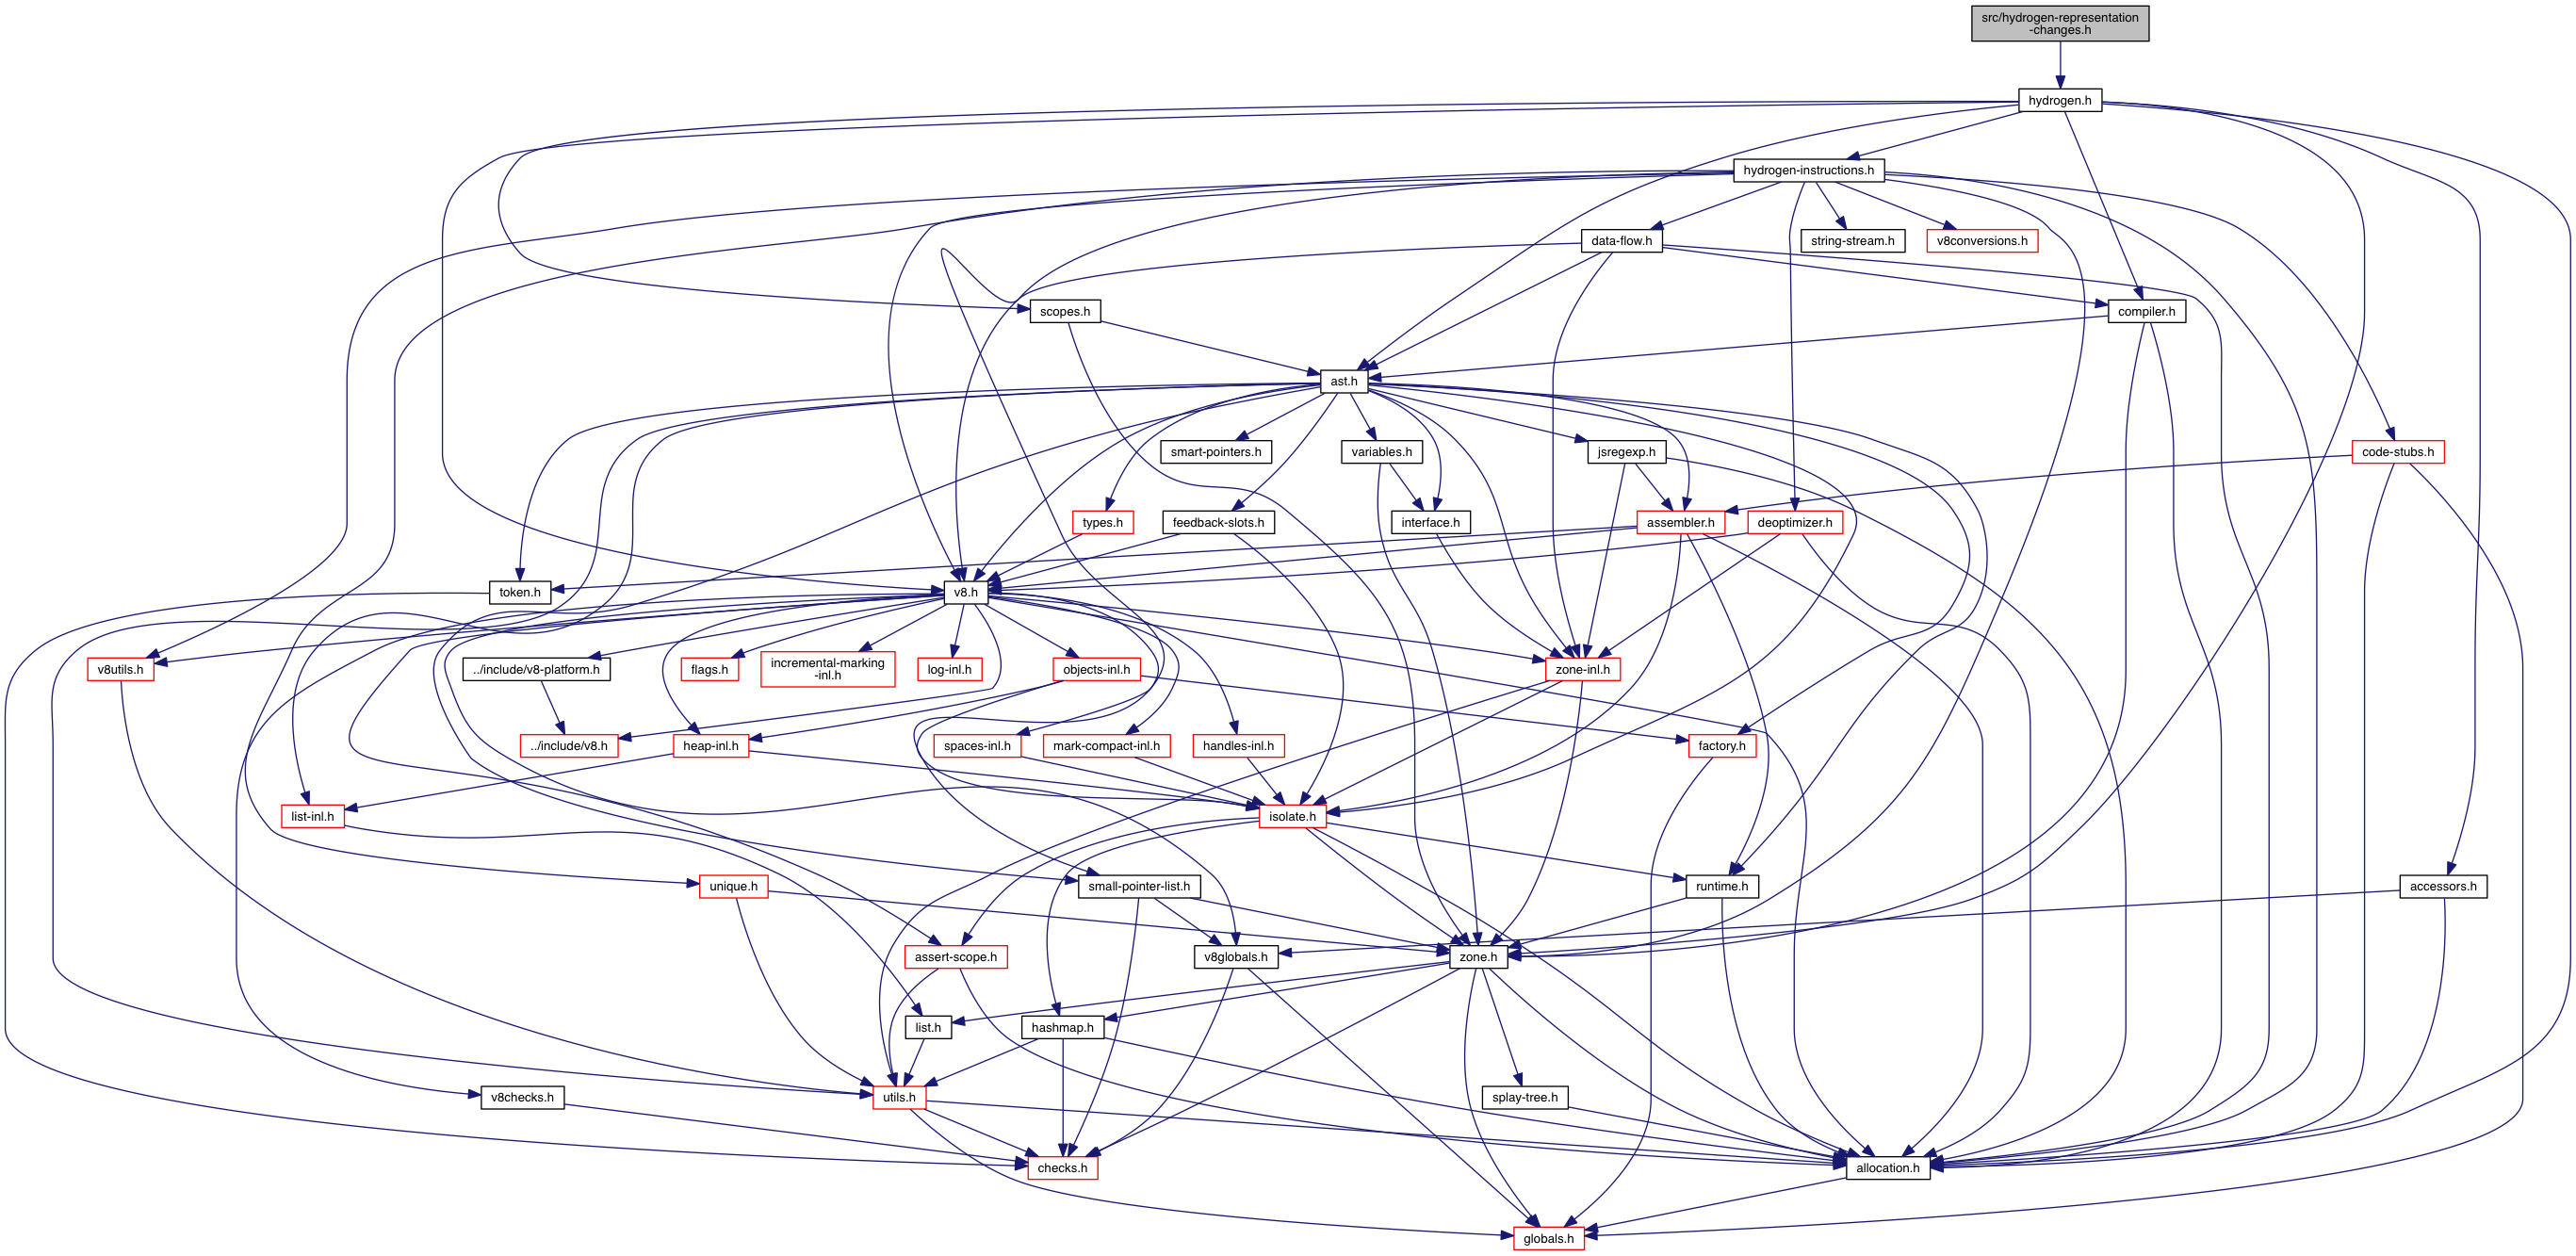 src/hydrogen-representation
-changes.h
hydrogen.h
hydrogen-instructions.h
data-flow.h
string-stream.h
v8conversions.h
scopes.h
compiler.h
ast.h
smart-pointers.h
variables.h
jsregexp.h
code-stubs.h
types.h
feedback-slots.h
interface.h
assembler.h
deoptimizer.h
token.h
v8.h
v8utils.h
../include/v8-platform.h
flags.h
incremental-marking
-inl.h
log-inl.h
objects-inl.h
zone-inl.h
../include/v8.h
heap-inl.h
spaces-inl.h
mark-compact-inl.h
handles-inl.h
factory.h
list-inl.h
isolate.h
unique.h
small-pointer-list.h
runtime.h
accessors.h
assert-scope.h
v8globals.h
zone.h
list.h
hashmap.h
v8checks.h
utils.h
splay-tree.h
checks.h
allocation.h
globals.h